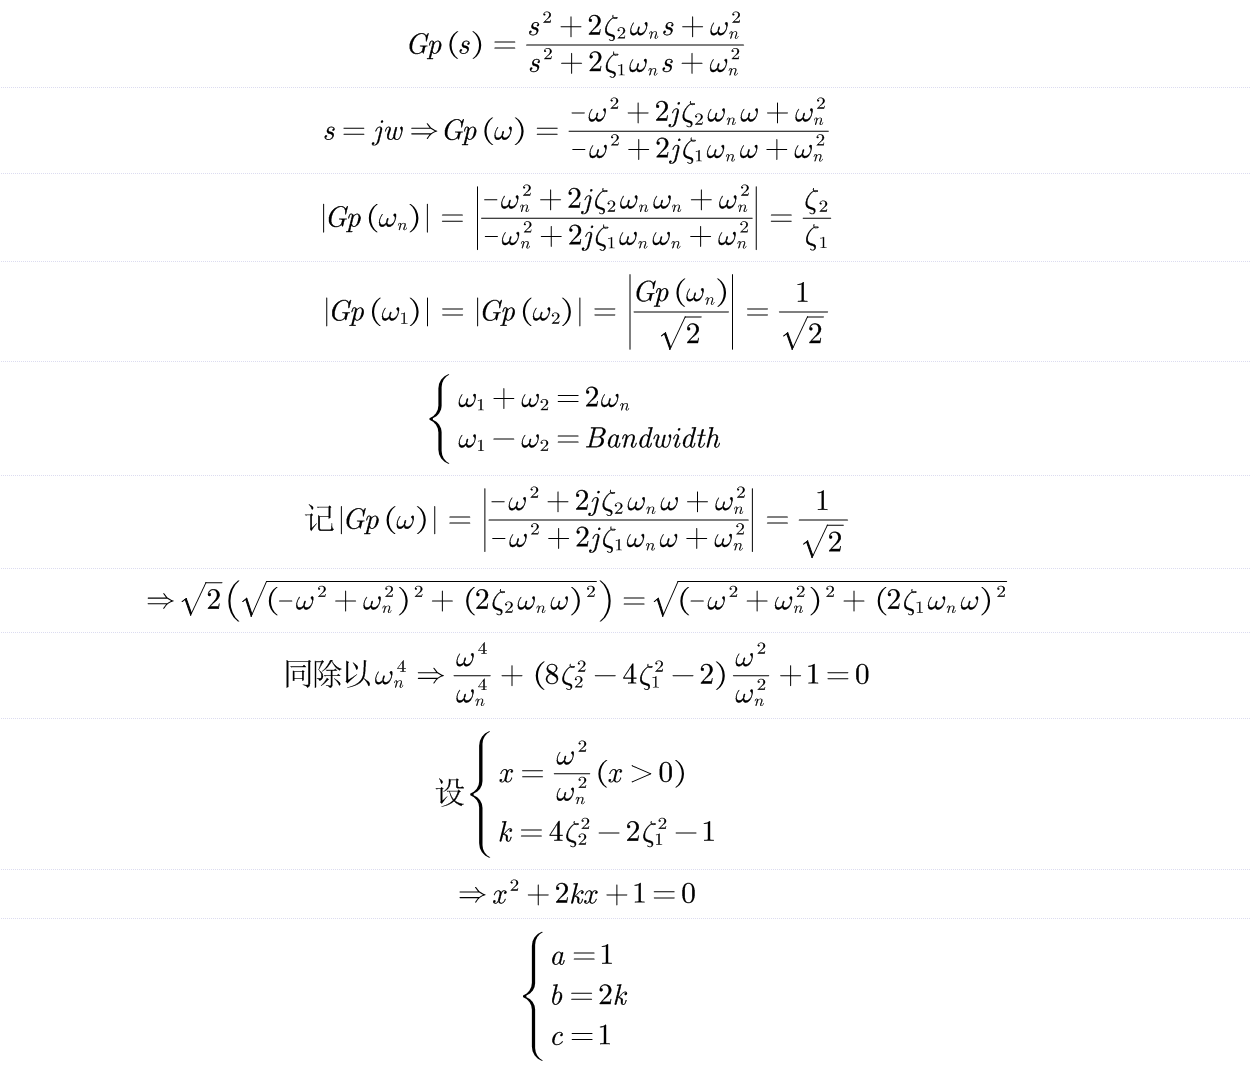 $Gp(s)=\frac{s^2+2\zeta_2\omega_n s+\omega_n^2}{s^2+2\zeta_1\omega_n s+\omega_n^2}$
$s=jw\Rightarrow Gp(\omega)=\frac{-\omega^2+2j\zeta_2\omega_n\omega+\omega_n^2}{-\omega^2+2j\zeta_1\omega_n\omega+\omega_n^2}$
$|Gp(\omega_n)|=\left|\frac{-\omega_n^2+2j\zeta_2\omega_n\omega_n+\omega_n^2}{-\omega_n^2+2j\zeta_1\omega_n\omega_n+\omega_n^2}\right|=\frac{\zeta_2}{\zeta_1}$
$|Gp(\omega_1)|=|Gp(\omega_2)|=\left|\frac{Gp(\omega_n)}{\sqrt{2}}\right|=\frac{1}{\sqrt{2}}$
$\begin{cases}\omega_1+\omega_2=2\omega_n\\ \omega_1-\omega_2=Bandwidth\end{cases}$
记$|Gp(\omega)|=\left|\frac{-\omega^2+2j\zeta_2\omega_n\omega+\omega_n^2}{-\omega^2+2j\zeta_1\omega_n\omega+\omega_n^2}\right|=\frac{1}{\sqrt{2}}$
$\Rightarrow\sqrt{2}\left(\sqrt{(-\omega^2+\omega_n^2)^2+(2\zeta_2\omega_n\omega)^2}\right)=\sqrt{(-\omega^2+\omega_n^2)^2+(2\zeta_1\omega_n\omega)^2}$
同除以$\omega_n^4\Rightarrow\frac{\omega^4}{\omega_n^4}+(8\zeta_2^2-4\zeta_1^2-2)\frac{\omega^2}{\omega_n^2}+1=0$
设$\begin{cases}x=\frac{\omega^2}{\omega_n^2}(x>0)\\ k=4\zeta_2^2-2\zeta_1^2-1\end{cases}$
$\Rightarrow x^2+2kx+1=0$
$\begin{cases}a=1\\ b=2k\\ c=1\end{cases}$